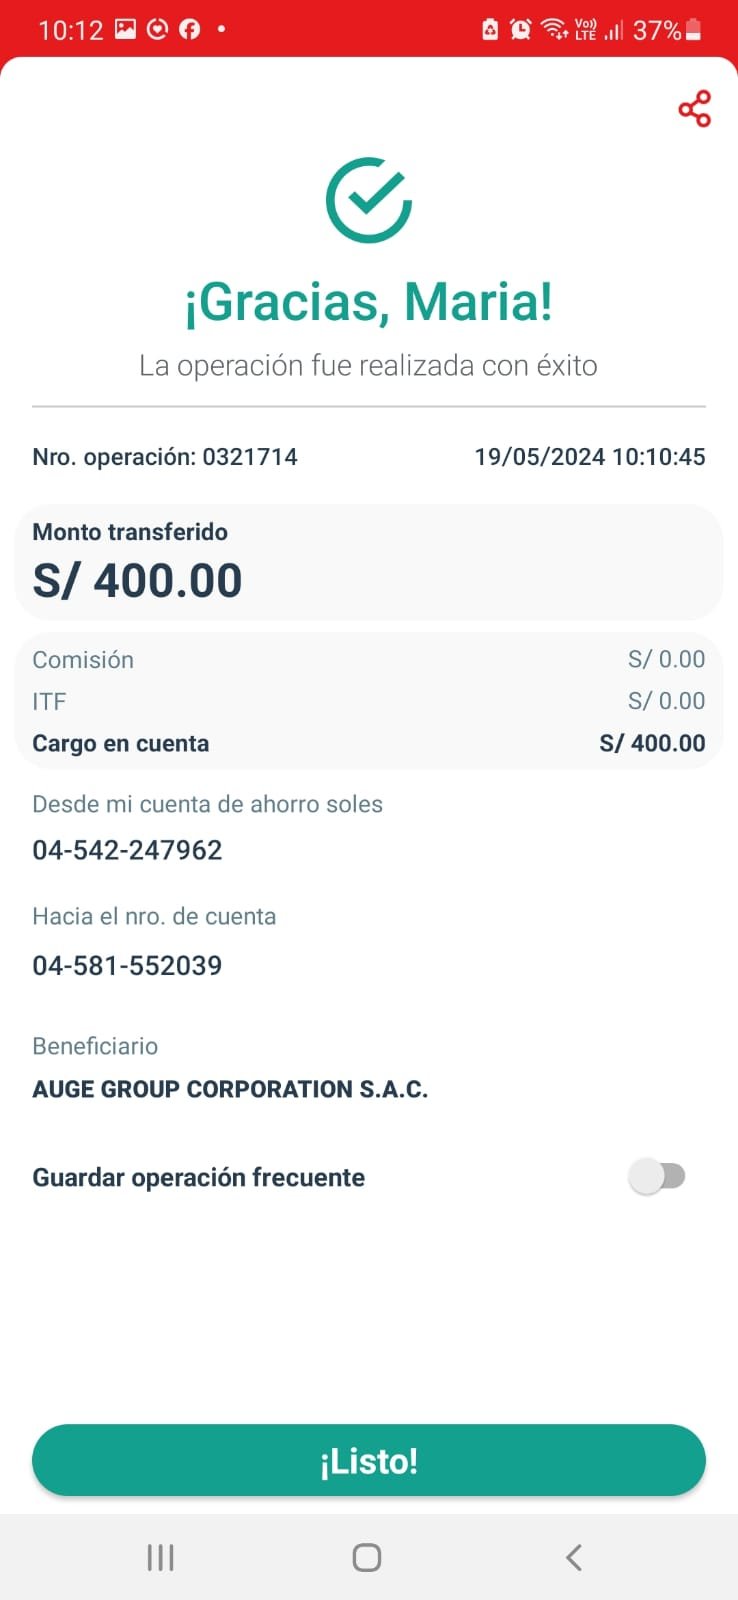 10:12
Vo))
LTE
37%
¡Gracias, Maria!
La operación fue realizada con éxito
Nro. operación: 0321714
19/05/2024 10:10:45
Monto transferido
S/ 400.00
Comisión
S/ 0.00
ITF
S/ 0.00
Cargo en cuenta
S/ 400.00
Desde mi cuenta de ahorro soles
04-542-247962
Hacia el nro. de cuenta
04-581-552039
Beneficiario
AUGE GROUP CORPORATION S.A.C.
Guardar operación frecuente
¡Listo!